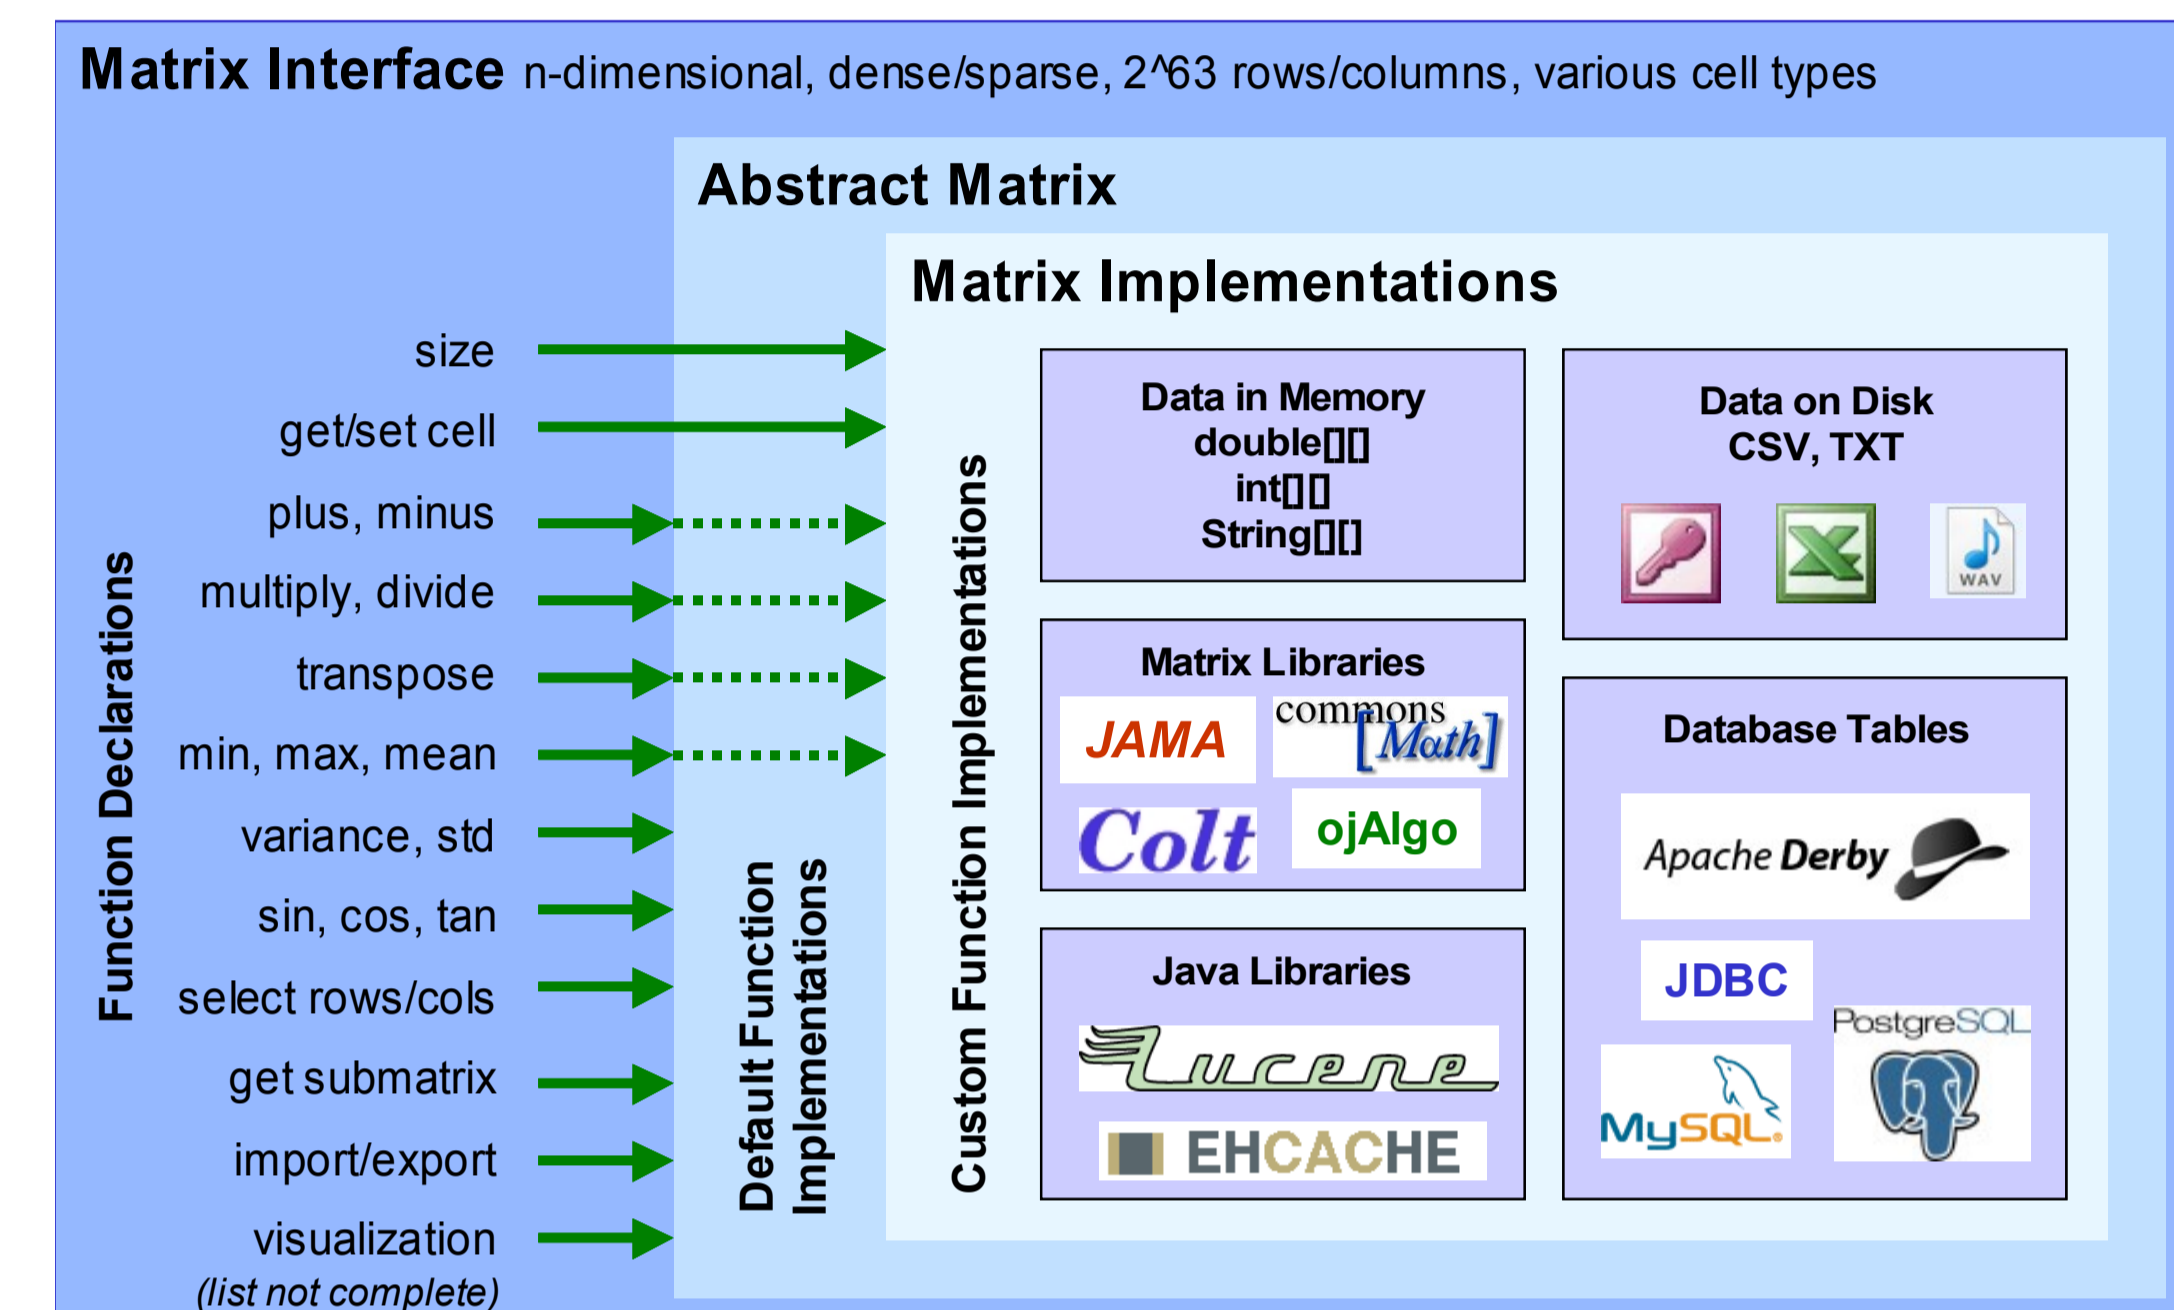 Matrix Interface n-dimensional, dense/sparse, 2^63 rows/columns, various cell types
Abstract Matrix
Matrix Implementations
Function Declarations
size
get/set cell
plus, minus
multiply, divide
transpose
min, max, mean
variance, std
sin, cos, tan
select rows/cols
get submatrix
import/export
visualization
(list not complete)
Default Function
Implementations
Custom Function Implementations
Data in Memory
double[][]
int[][]
String[][]
Matrix Libraries
JAMA
commons
[Math]
Colt
ojAlgo
Java Libraries
Lucene
EHCACHE
Data on Disk
CSV, TXT
WAV
Database Tables
Apache Derby
JDBC
PostgreSQL
MySQL